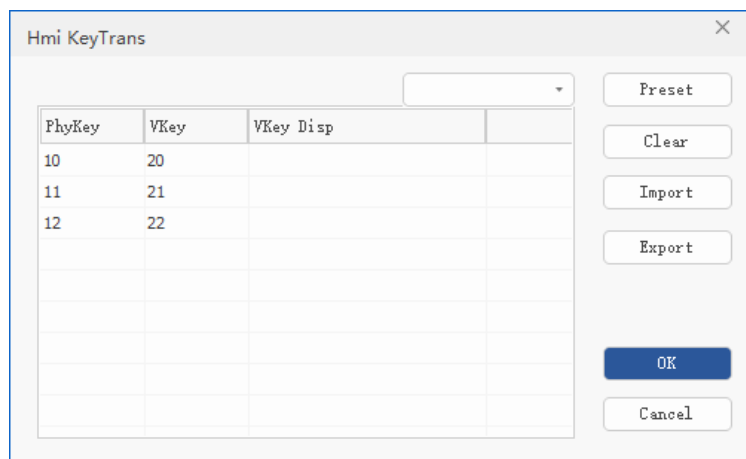 Hmi KeyTrans
Preset
PhyKey VKey VKey Disp
Clear
10 20
11 21
Import
12 22
Export
OK
Cancel